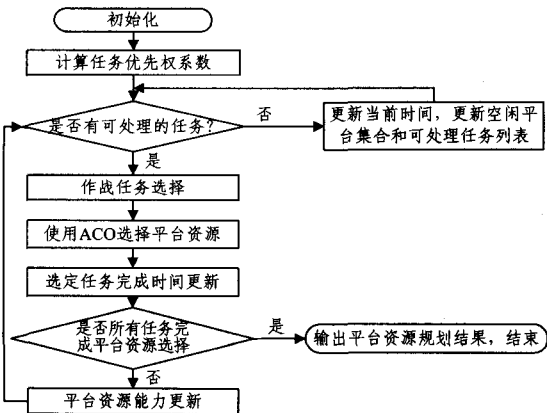 初始化
计算任务优先权系数
是否有可处理的任务?
否
更新当前时间，更新空闲平
台集合和可处理任务列表
是
作战任务选择
使用ACO选择平台资源
选定任务完成时间更新
是否所有任务完
成平台资源选择
是
输出平台资源规划结果，结束
否
平台资源能力更新